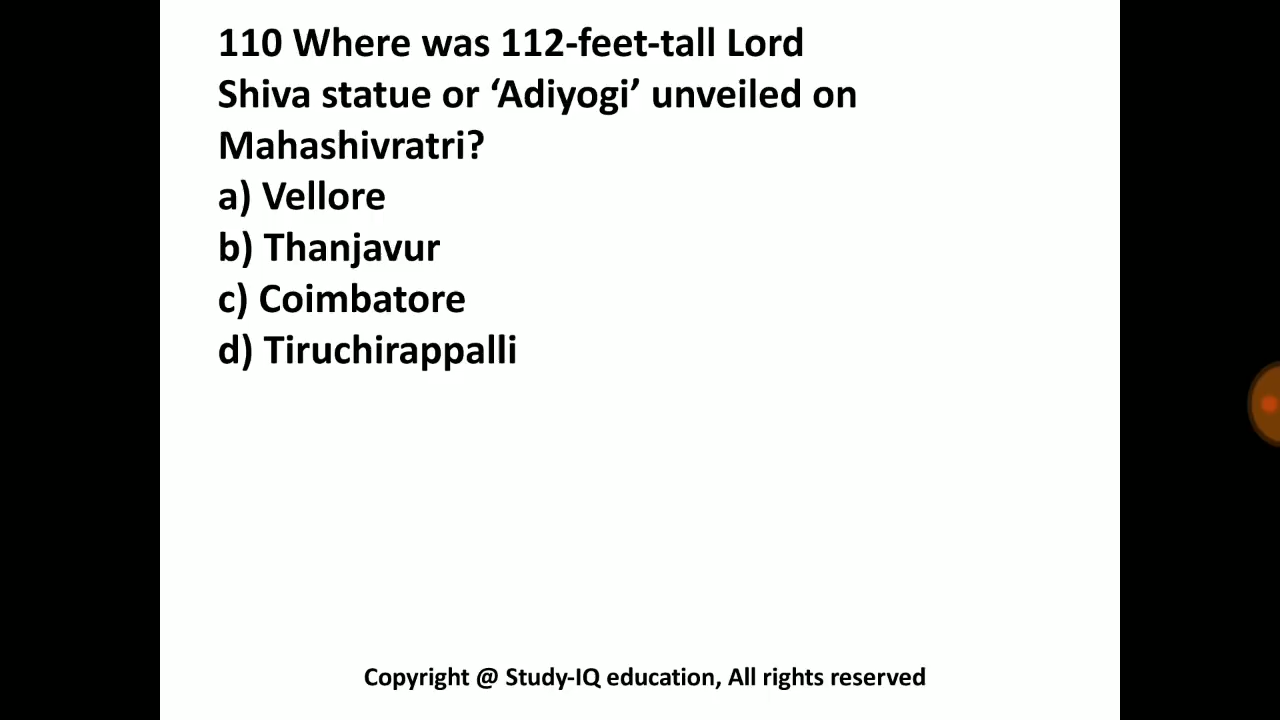 110 Where was 112-feet-tall Lord
Shiva statue or ‘Adiyogi’ unveiled on
Mahashivratri?
a) Vellore
b) Thanjavur
c) Coimbatore
d) Tiruchirappalli
Copyright @ Study-IQ education, All rights reserved